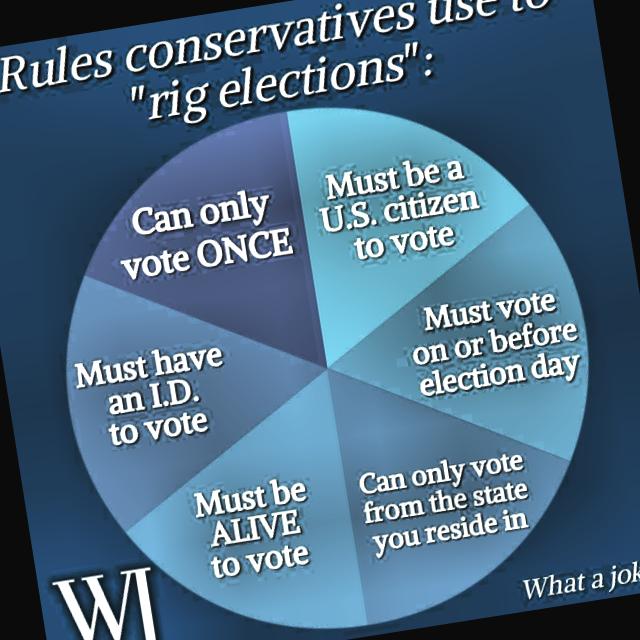 Rules conservatives use to
"rig elections":
Must be a
U.S. citizen
to vote
Can only
vote ONCE
Must vote
on or before
election day
Must have
an I.D.
to vote
Can only vote
from the state
you reside in
Must be
ALIVE
to vote
WJ
What a jok